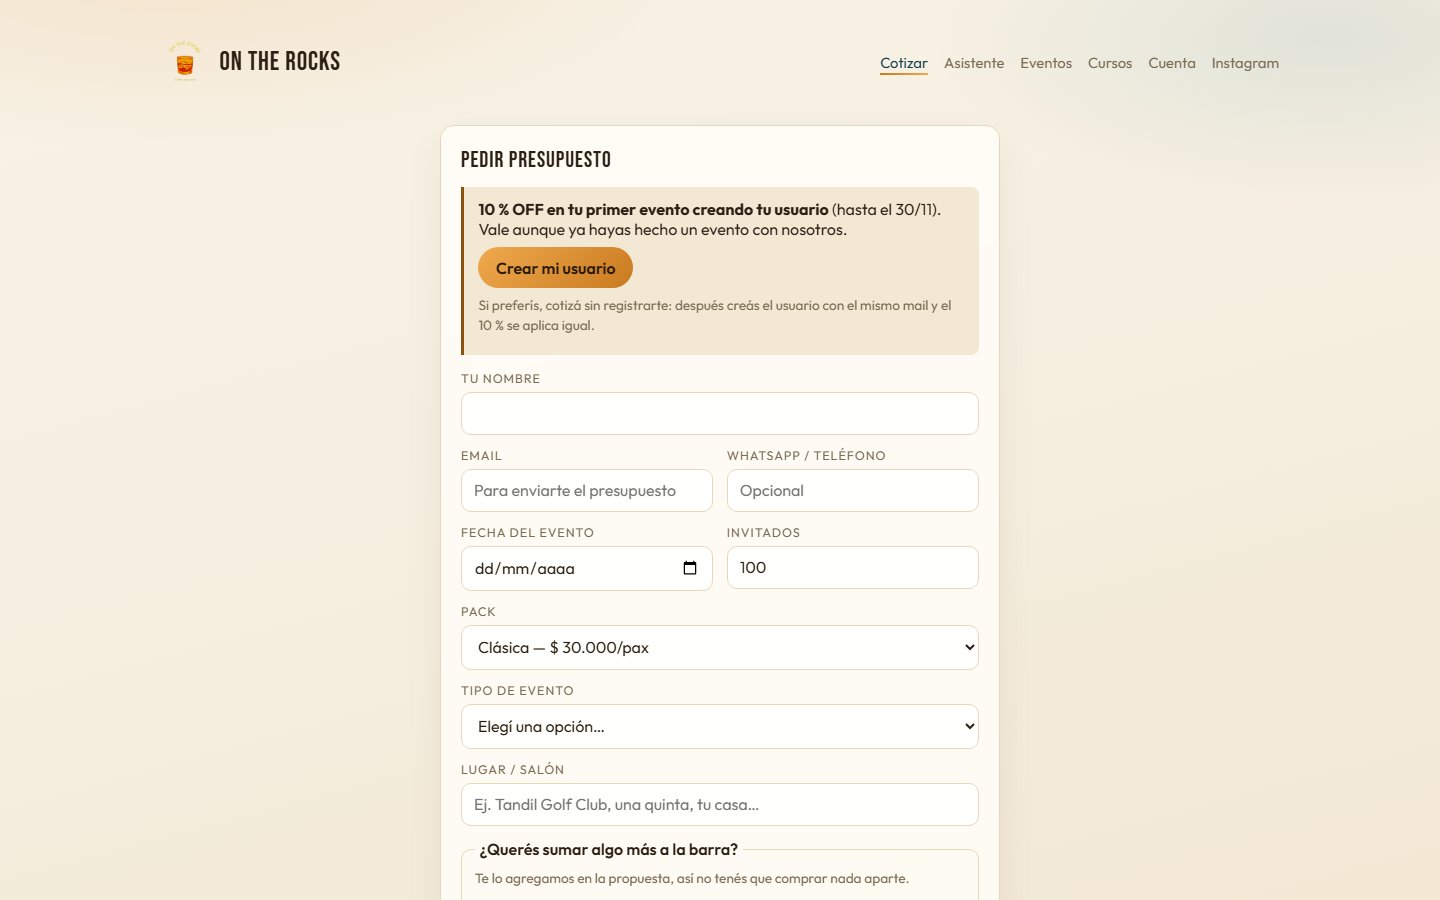 ON THE ROCKS
ON THE ROCKS
Cotizar Asistente Eventos Cursos Cuenta Instagram
PEDIR PRESUPUESTO
10 % OFF en tu primer evento creando tu usuario (hasta el 30/11).
Vale aunque ya hayas hecho un evento con nosotros.
Crear mi usuario
Si preferís, cotizá sin registrarte: después creás el usuario con el mismo mail y el
10 % se aplica igual.
TU NOMBRE
EMAIL WHATSAPP / TELÉFONO
Para enviarte el presupuesto Opcional
FECHA DEL EVENTO INVITADOS
dd/mm/aaaa 100
PACK
Clásica — $ 30.000/pax
TIPO DE EVENTO
Elegí una opción...
LUGAR / SALÓN
Ej. Tandil Golf Club, una quinta, tu casa...
¿Querés sumar algo más a la barra?
Te lo agregamos en la propuesta, así no tenés que comprar nada aparte.